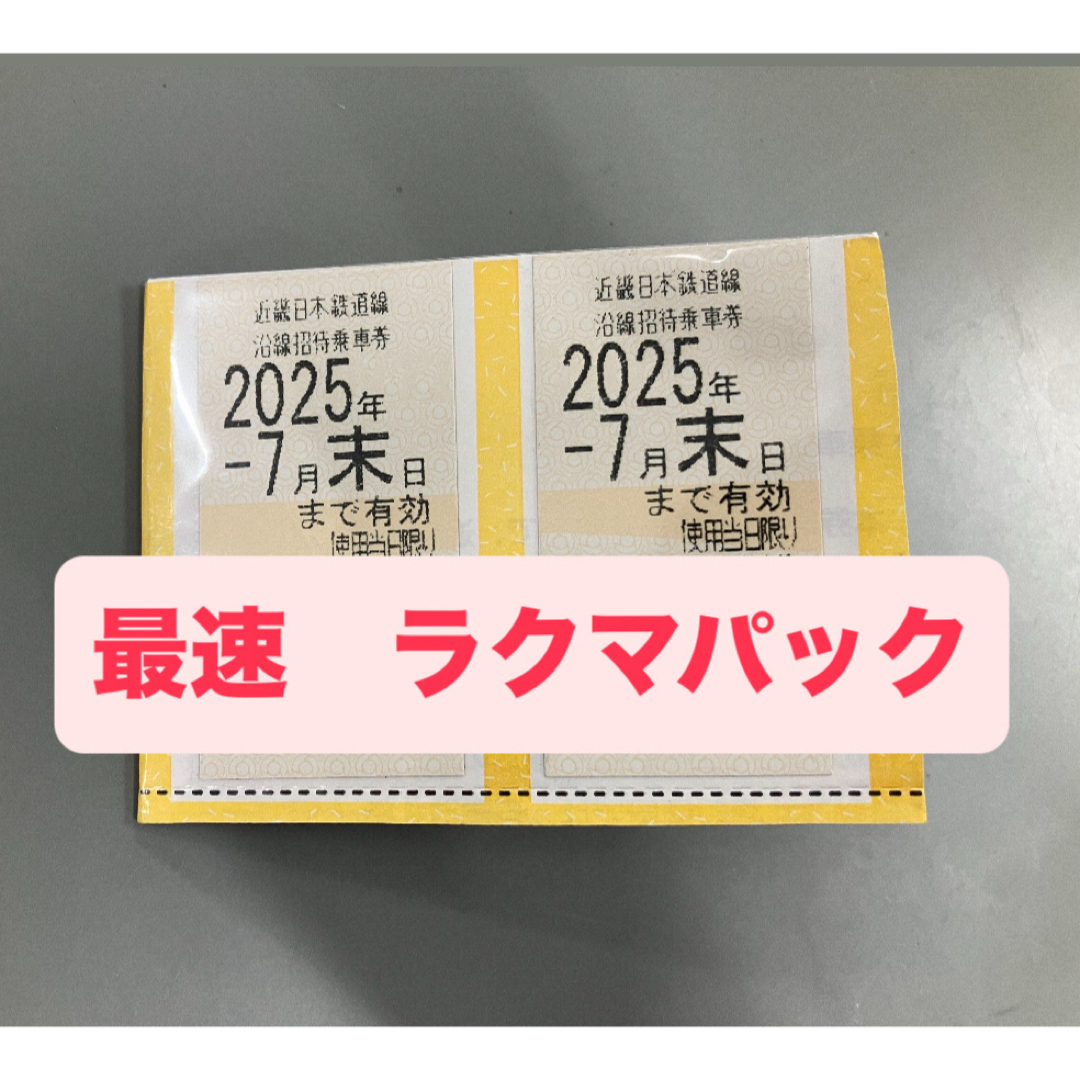 近畿日本鉄道線
沿線招待乗車券
2025年
-7月末日
まで有効
使用当日限り
近畿日本鉄道線
沿線招待乗車券
2025年
-7月末日
まで有効
使用当日限り
最速　ラクマパック